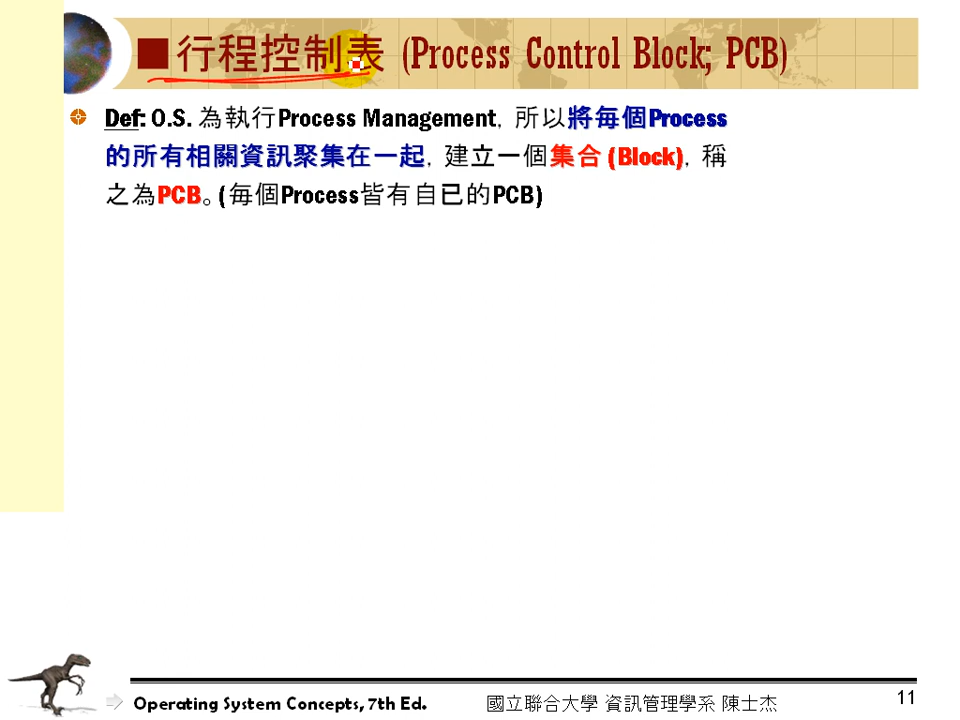 ■行程控制表 (Process Control Block; PCB)
Def: O.S. 為執行Process Management, 所以將每個Process
的所有相關資訊聚集在一起, 建立一個集合 (Block), 稱
之為PCB。(每個Process皆有自己的PCB)
Operating System Concepts, 7th Ed. 國立聯合大學 資訊管理學系 陳士杰 11